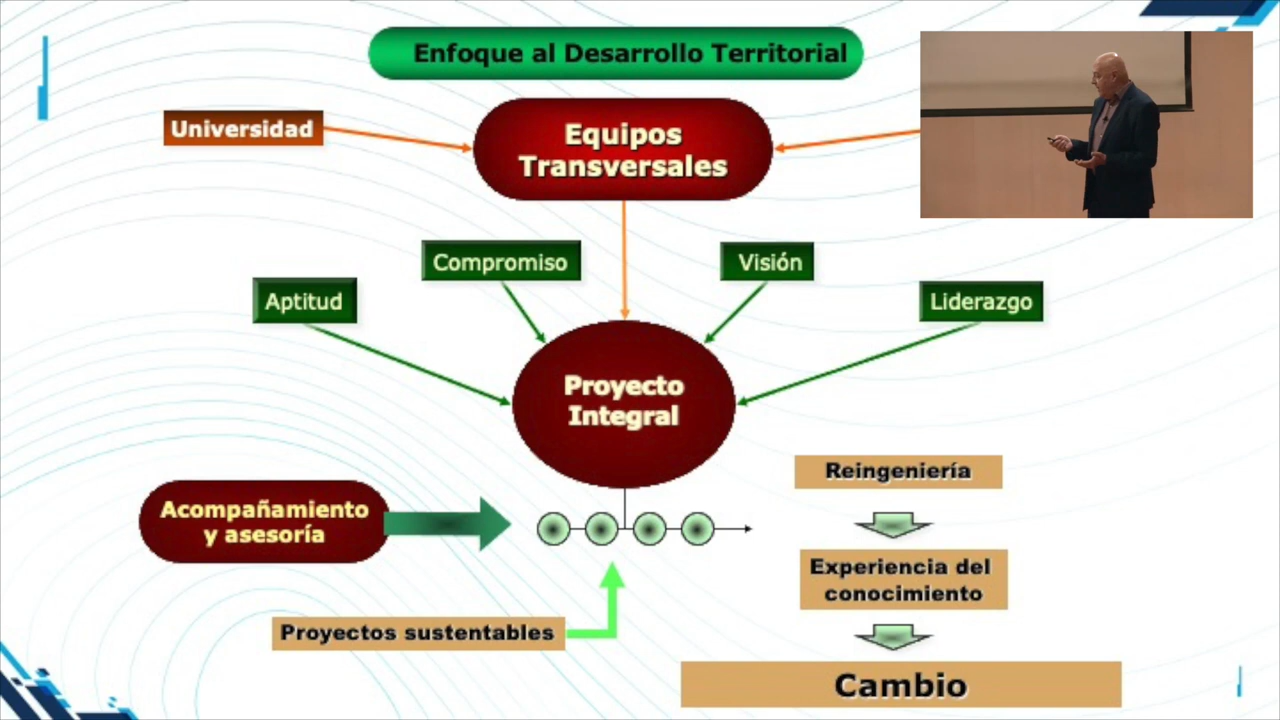 Enfoque al Desarrollo Territorial
Universidad
Equipos
Transversales
Compromiso
Visión
Aptitud
Liderazgo
Proyecto
Integral
Reingeniería
Acompañamiento
y asesoría
Experiencia del
conocimiento
Proyectos sustentables
Cambio